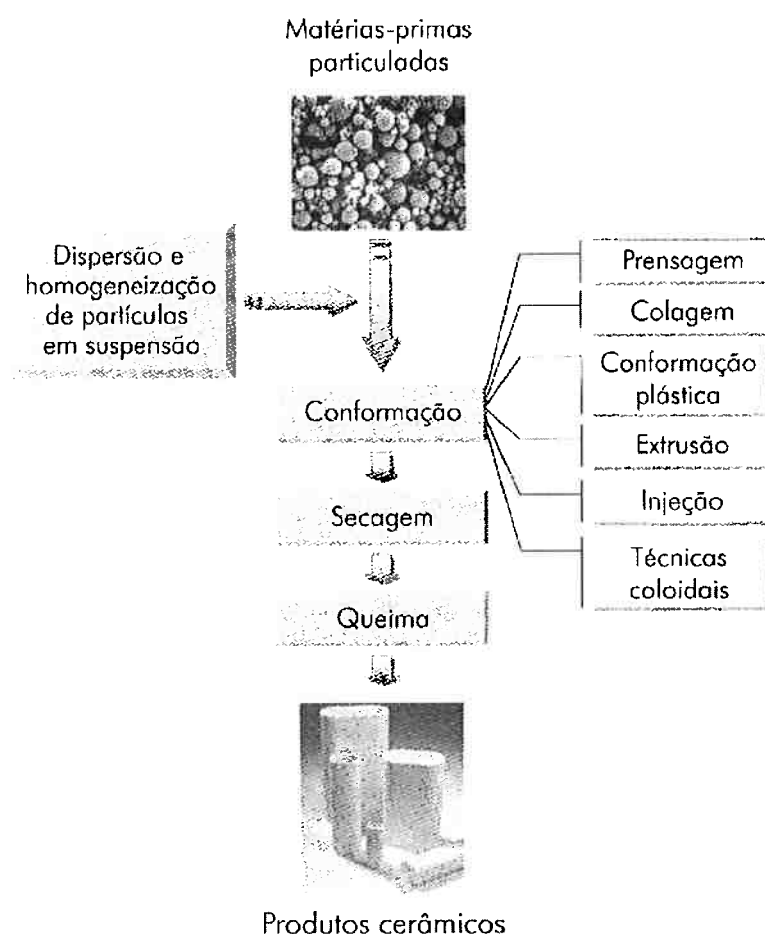 Matérias-primas
particuladas
Dispersão e
homogeneização
de partículas
em suspensão
Conformação
Secagem
Queima
Prensagem
Colagem
Conformação
plástica
Extrusão
Injeção
Técnicas
coloidais
Produtos cerâmicos